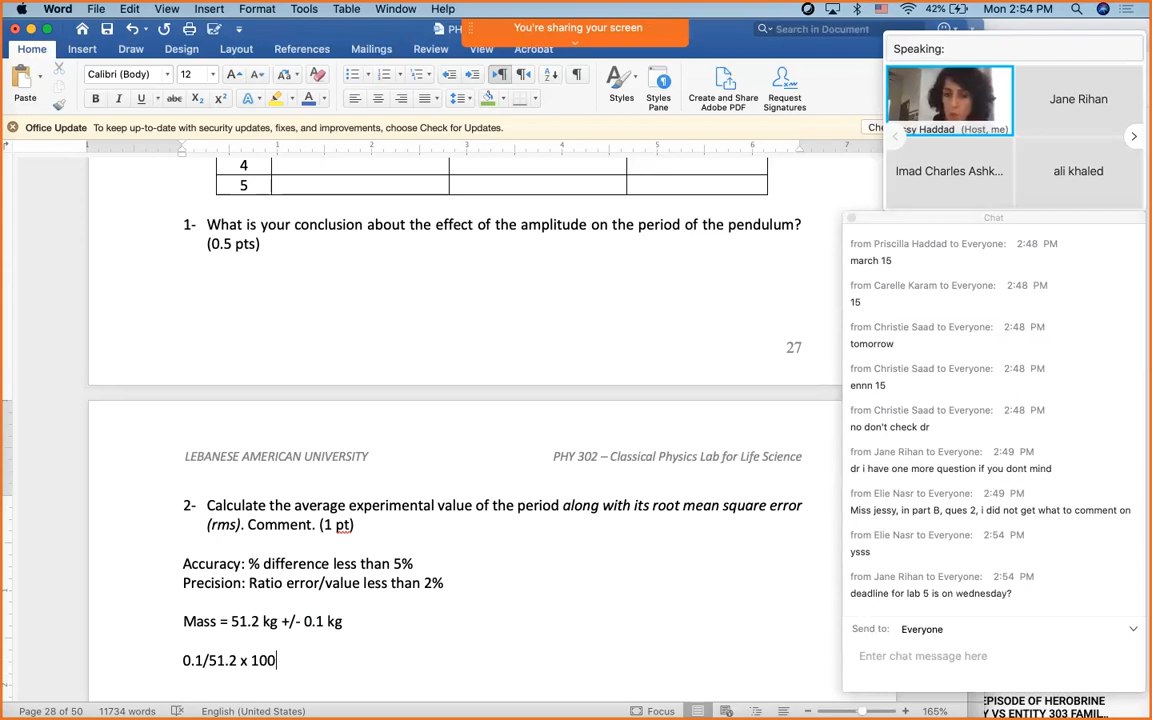 Word File Edit View Insert Format Tools Table Window Help
42% Mon 2:54 PM
PH
You're sharing your screen
Search in Document
Home Insert Draw Design Layout References Mailings Review View Acrobat
Calibri (Body) 12
Paste
Styles
Styles Pane
Create and Share Adobe PDF
Request Signatures
Office Update To keep up-to-date with security updates, fixes, and improvements, choose Check for Updates.
Che
1 1 2 3 4 5 6 7
4
5
1- What is your conclusion about the effect of the amplitude on the period of the pendulum?
(0.5 pts)
27
LEBANESE AMERICAN UNIVERSITY PHY 302 – Classical Physics Lab for Life Science
2- Calculate the average experimental value of the period along with its root mean square error
(rms). Comment. (1 pt)
Accuracy: % difference less than 5%
Precision: Ratio error/value less than 2%
Mass = 51.2 kg +/- 0.1 kg
0.1/51.2 x 100
Page 28 of 50 11734 words English (United States) Focus 165%
Speaking:
ssy Haddad (Host, me)
Jane Rihan
Imad Charles Ashk...
ali khaled
Chat
from Priscilla Haddad to Everyone: 2:48 PM
march 15
from Carelle Karam to Everyone: 2:48 PM
15
from Christie Saad to Everyone: 2:48 PM
tomorrow
from Christie Saad to Everyone: 2:48 PM
ennn 15
from Christie Saad to Everyone: 2:48 PM
no don't check dr
from Jane Rihan to Everyone: 2:49 PM
dr i have one more question if you dont mind
from Elie Nasr to Everyone: 2:49 PM
Miss jessy, in part B, ques 2, i did not get what to comment on
from Elie Nasr to Everyone: 2:54 PM
ysss
from Jane Rihan to Everyone: 2:54 PM
deadline for lab 5 is on wednesday?
Send to: Everyone
Enter chat message here
EPISODE OF HEROBRINE
Y VS ENTITY 303 FAMIL...